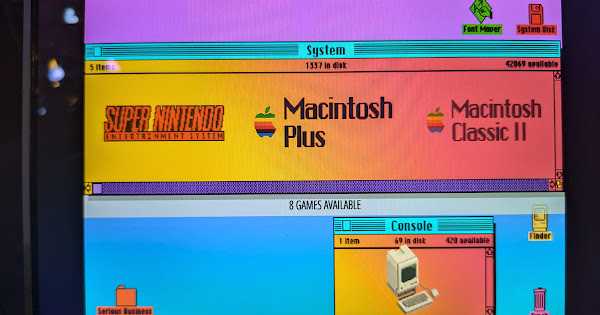 Font Mover
System Disk
System
5 items
1337 in disk
42069 available
SUPER NINTENDO
ENTERTAINMENT SYSTEM
Macintosh
Plus
Macintosh
Classic II
8 GAMES AVAILABLE
Console
1 item
69 in disk
420 available
Finder
Serious Business